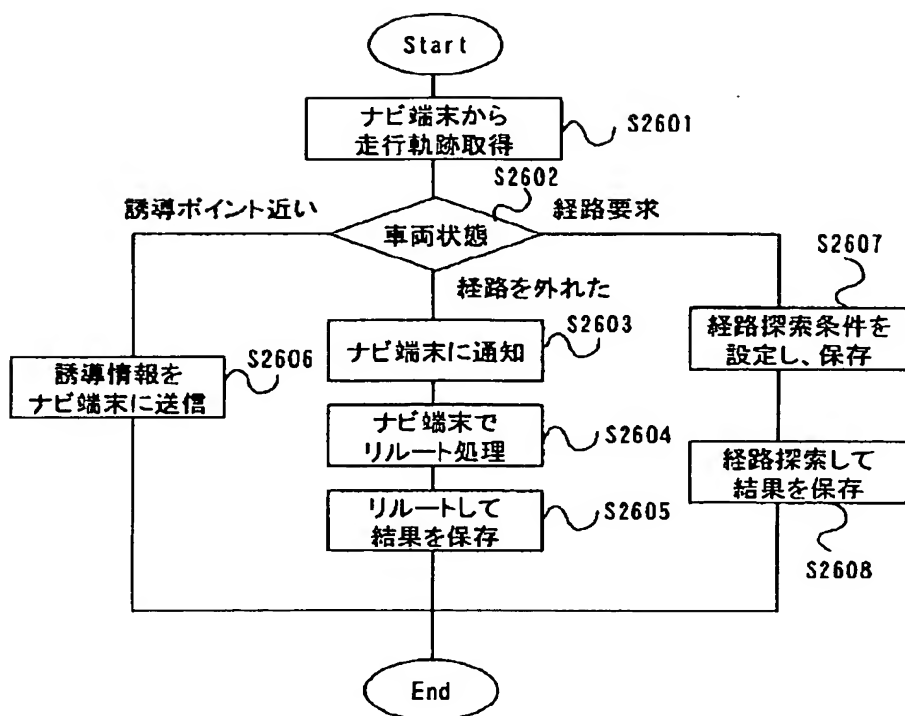 Start
ナビ端末から
走行軌跡取得
S2601
S2602
誘導ポイント近い
車両状態
経路要求
経路を外れた
S2607
S2603
ナビ端末に通知
経路探索条件を
設定し、保存
S2606
誘導情報を
ナビ端末に送信
ナビ端末で
リルート処理
S2604
経路探索して
結果を保存
リルートして
結果を保存
S2605
S2608
End